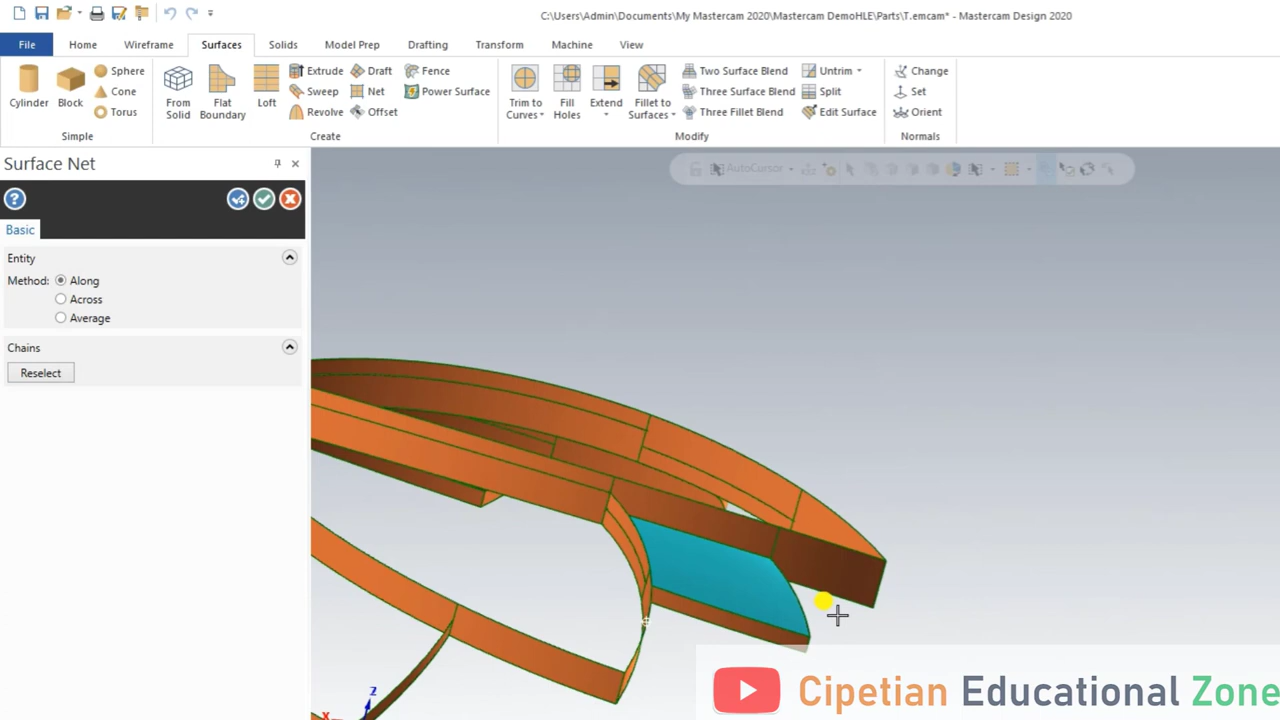 C:\Users\Admin\Documents\My Mastercam 2020\Mastercam DemoHLE\Parts\T.emcam* - Mastercam Design 2020
File Home Wireframe Surfaces Solids Model Prep Drafting Transform Machine View
Cylinder Block Sphere Cone Torus
Simple
From Solid Flat Boundary Loft Extrude Sweep Revolve Draft Net Offset Fence Power Surface
Create
Trim to Curves Fill Holes Extend Fillet to Surfaces Two Surface Blend Three Surface Blend Three Fillet Blend Untrim Split Edit Surface
Modify
Change Set Orient
Normals
Surface Net
AutoCursor
Basic
Entity
Method: Along
Across
Average
Chains
Reselect
Z
X
Cipetian Educational Zone